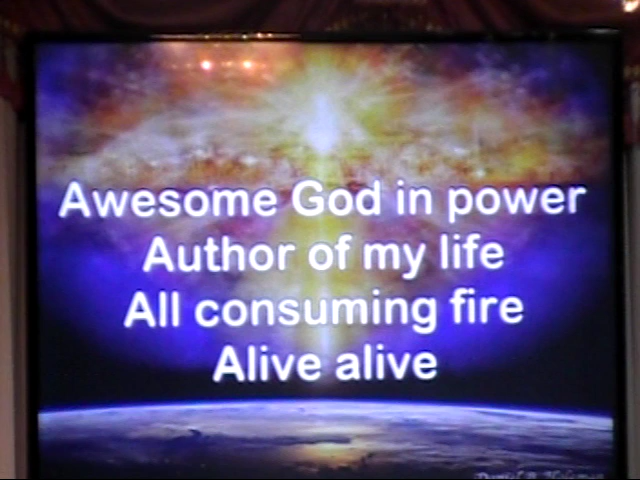 Awesome God in power
Author of my life
All consuming fire
Alive alive